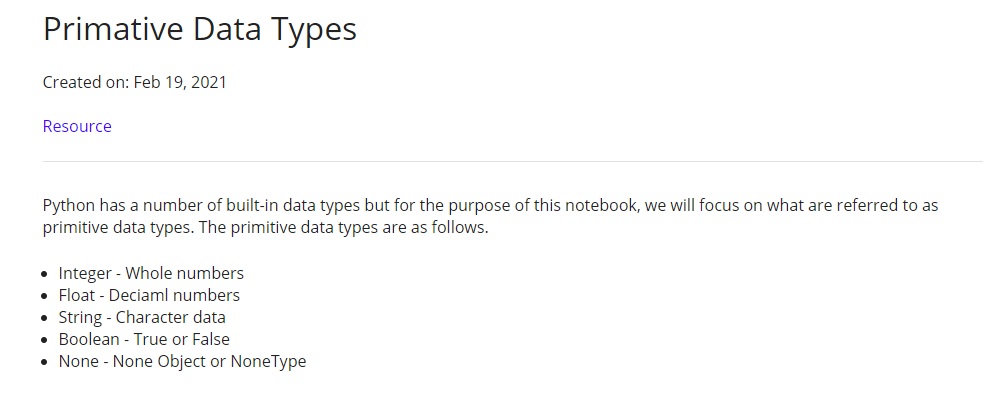 Primative Data Types
Created on: Feb 19, 2021
Resource
Python has a number of built-in data types but for the purpose of this notebook, we will focus on what are referred to as
primitive data types. The primitive data types are as follows.
• Integer - Whole numbers
• Float - Deciaml numbers
• String - Character data
• Boolean - True or False
• None - None Object or NoneType